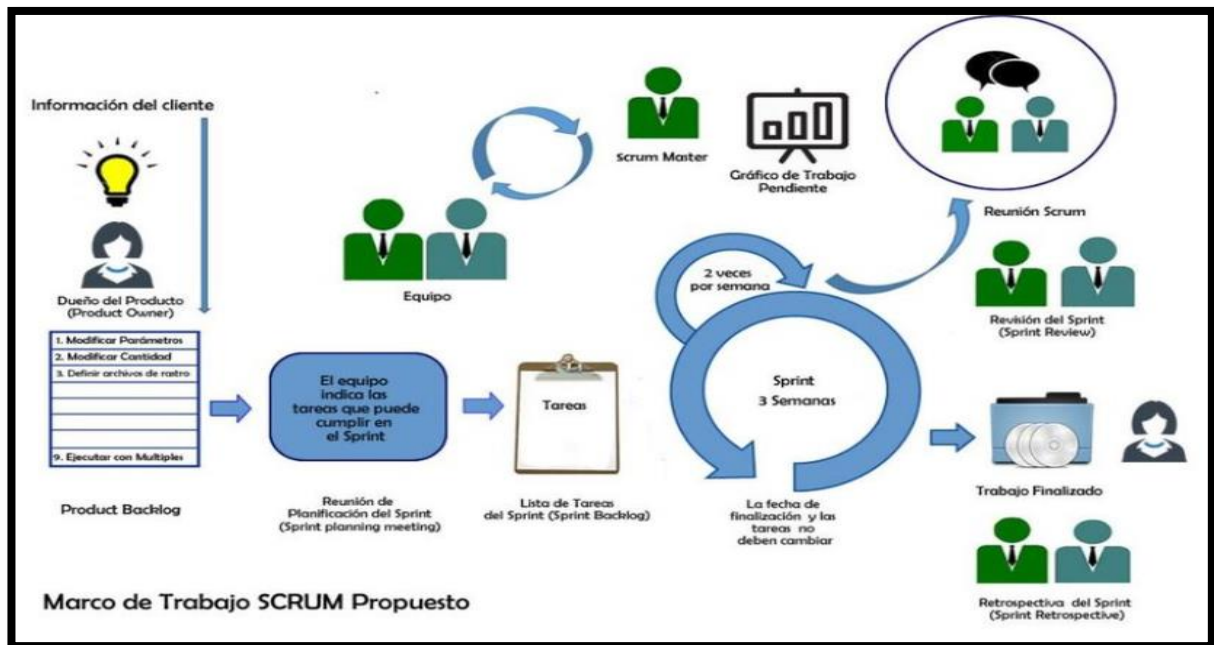 Información del cliente
Dueño del Producto
(Product Owner)
1. Modificar Parámetros
2. Modificar Cantidad
3. Definir archivos de rastro
9. Ejecutar con Multiples
Product Backlog
El equipo
indica las
tareas que puede
cumplir en
el Sprint
Reunión de
Planificación del Sprint
(Sprint planning meeting)
Equipo
Tareas
Lista de Tareas
del Sprint (Sprint Backlog)
Scrum Master
Gráfico de Trabajo
Pendiente
2 veces
por semana
Sprint
3 Semanas
La fecha de
finalización y las
tareas no
deben cambiar
Reunión Scrum
Revisión del Sprint
(Sprint Review)
Trabajo Finalizado
Retrospectiva del Sprint
(Sprint Retrospective)
Marco de Trabajo SCRUM Propuesto